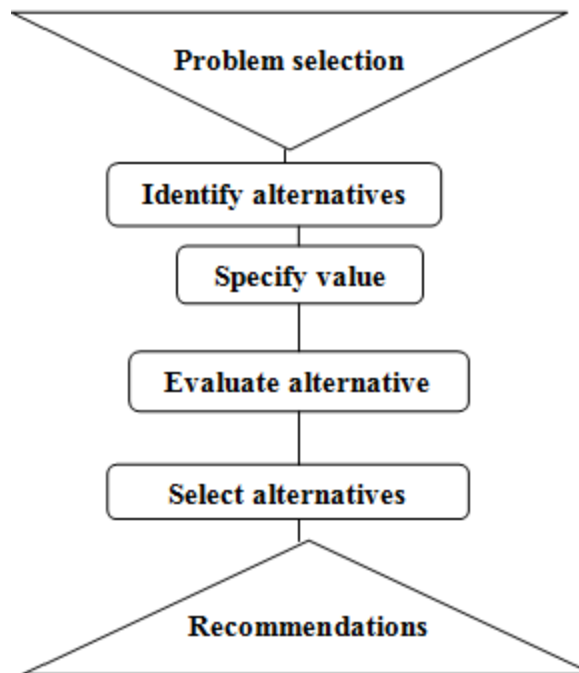 Problem selection
Identify alternatives
Specify value
Evaluate alternative
Select alternatives
Recommendations